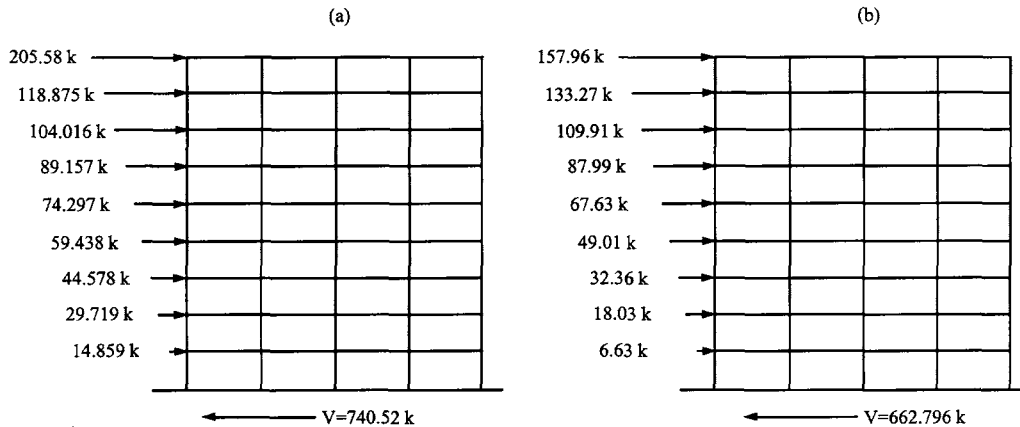 (a)
205.58 k
118.875 k
104.016 k
89.157 k
74.297 k
59.438 k
44.578 k
29.719 k
14.859 k
V=740.52 k
(b)
157.96 k
133.27 k
109.91 k
87.99 k
67.63 k
49.01 k
32.36 k
18.03 k
6.63 k
V=662.796 k